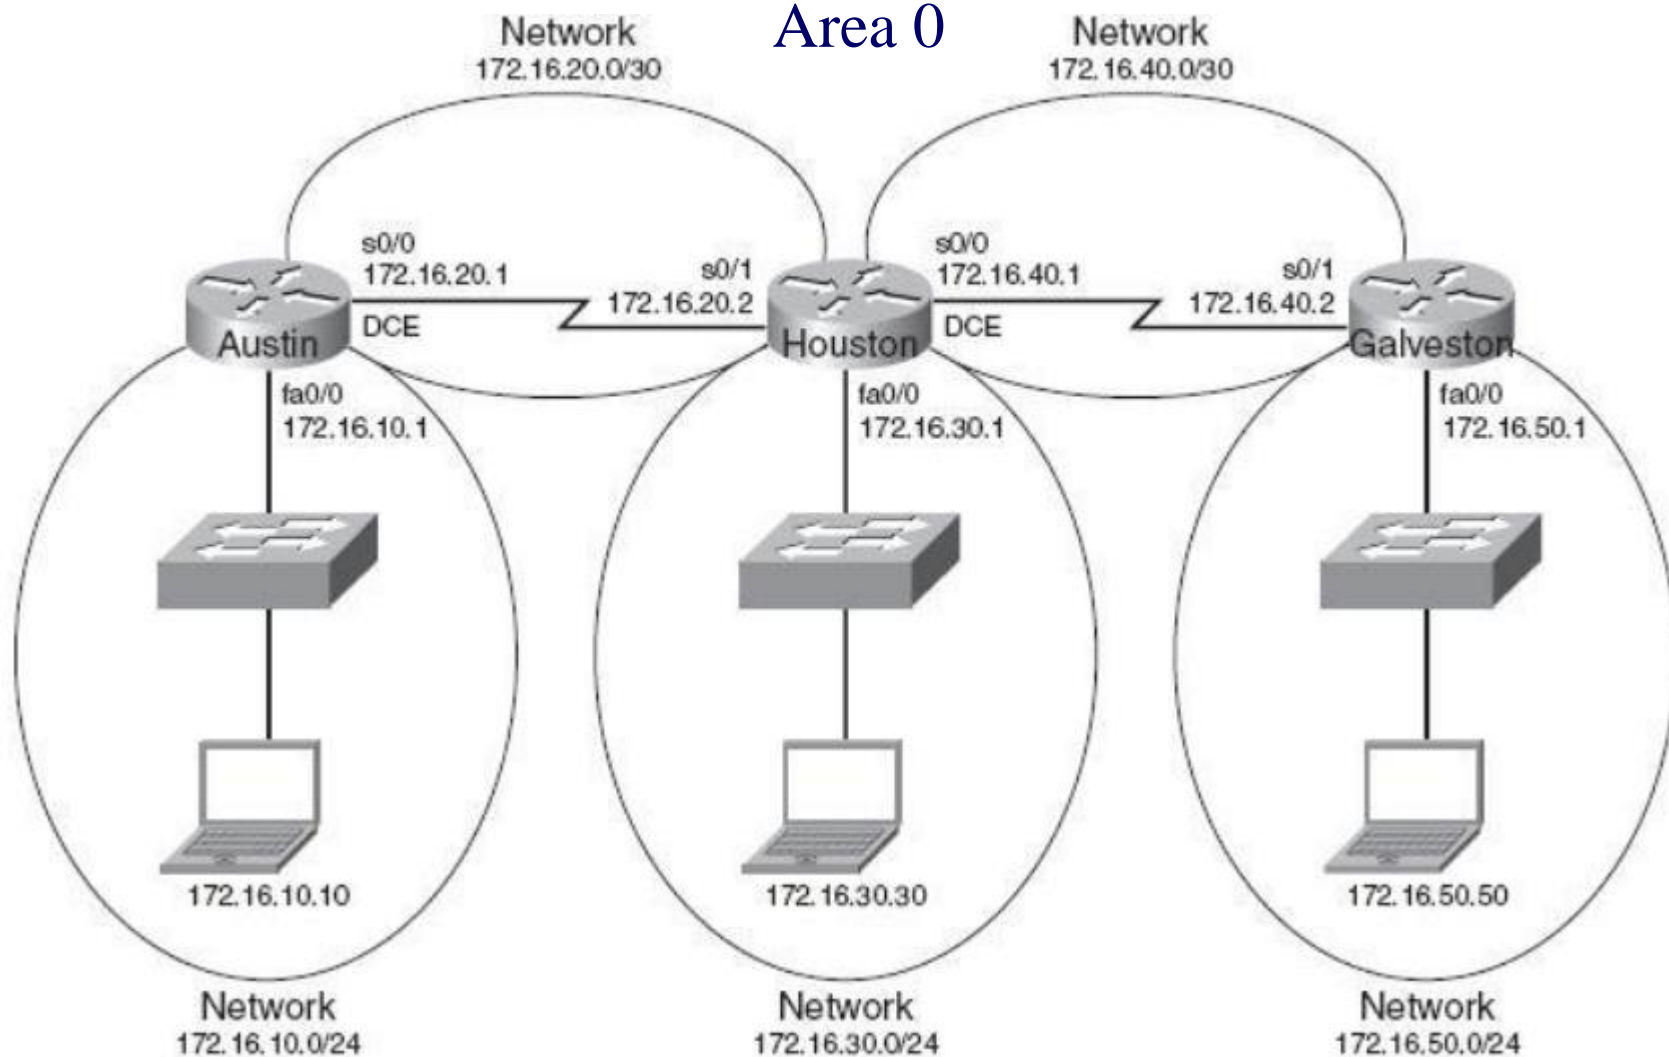 Area 0
Network
172.16.20.0/30
Network
172.16.40.0/30
s0/0
172.16.20.1
DCE
s0/1
172.16.20.2
s0/0
172.16.40.1
DCE
s0/1
172.16.40.2
Austin
Houston
Galveston
fa0/0
172.16.10.1
fa0/0
172.16.30.1
fa0/0
172.16.50.1
172.16.10.10
172.16.30.30
172.16.50.50
Network
172.16.10.0/24
Network
172.16.30.0/24
Network
172.16.50.0/24